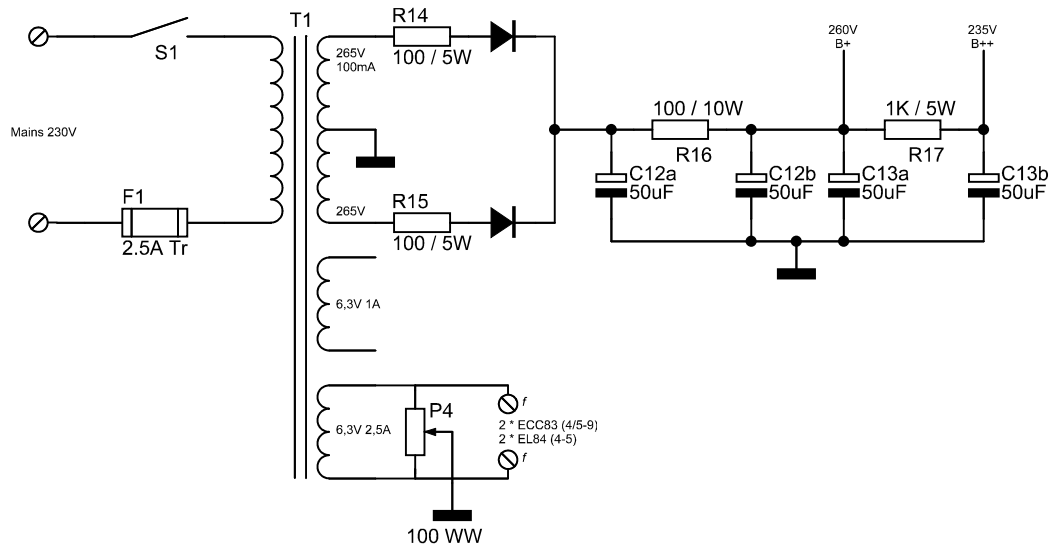 T1
R14
S1
265V
100mA
100 / 5W
260V
B+
235V
B++
100 / 10W
1K / 5W
Mains 230V
R16
R17
C12a
50uF
C12b
50uF
C13a
50uF
C13b
50uF
F1
2.5A Tr
265V
R15
100 / 5W
6,3V 1A
6,3V 2,5A
P4
f
2 * ECC83 (4/5-9)
2 * EL84 (4-5)
f
100 WW